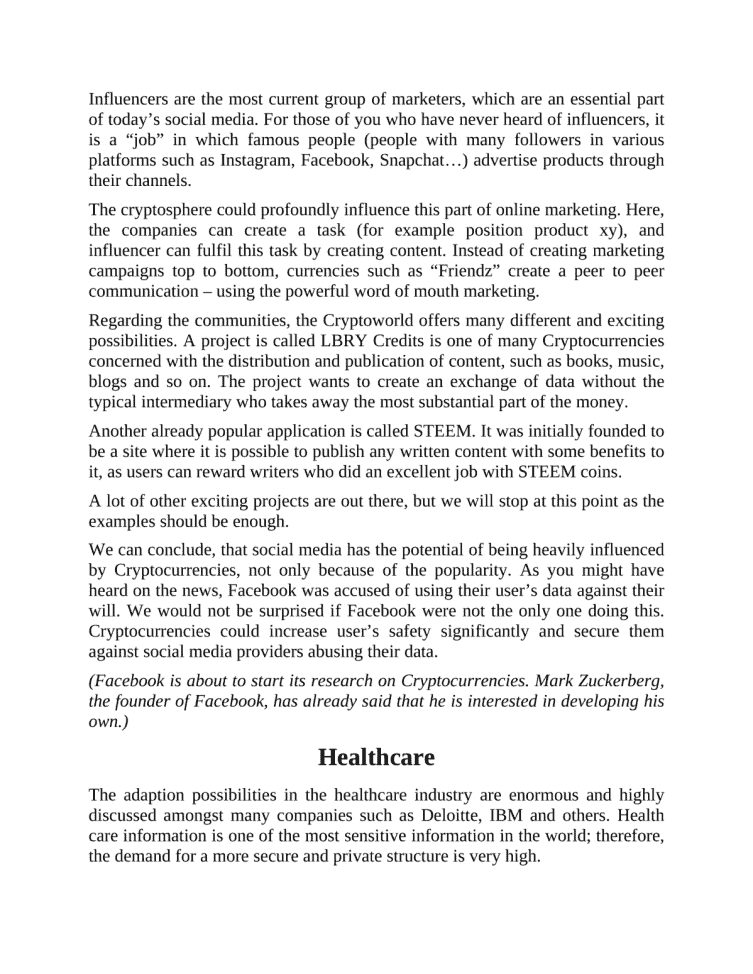 Influencers are the most current group of marketers, which are an essential part
of today’s social media. For those of you who have never heard of influencers, it
is a “job” in which famous people (people with many followers in various
platforms such as Instagram, Facebook, Snapchat…) advertise products through
their channels.
The cryptosphere could profoundly influence this part of online marketing. Here,
the companies can create a task (for example position product xy), and
influencer can fulfil this task by creating content. Instead of creating marketing
campaigns top to bottom, currencies such as “Friendz” create a peer to peer
communication – using the powerful word of mouth marketing.
Regarding the communities, the Cryptoworld offers many different and exciting
possibilities. A project is called LBRY Credits is one of many Cryptocurrencies
concerned with the distribution and publication of content, such as books, music,
blogs and so on. The project wants to create an exchange of data without the
typical intermediary who takes away the most substantial part of the money.
Another already popular application is called STEEM. It was initially founded to
be a site where it is possible to publish any written content with some benefits to
it, as users can reward writers who did an excellent job with STEEM coins.
A lot of other exciting projects are out there, but we will stop at this point as the
examples should be enough.
We can conclude, that social media has the potential of being heavily influenced
by Cryptocurrencies, not only because of the popularity. As you might have
heard on the news, Facebook was accused of using their user’s data against their
will. We would not be surprised if Facebook were not the only one doing this.
Cryptocurrencies could increase user’s safety significantly and secure them
against social media providers abusing their data.
(Facebook is about to start its research on Cryptocurrencies. Mark Zuckerberg,
the founder of Facebook, has already said that he is interested in developing his
own.)
Healthcare
The adaption possibilities in the healthcare industry are enormous and highly
discussed amongst many companies such as Deloitte, IBM and others. Health
care information is one of the most sensitive information in the world; therefore,
the demand for a more secure and private structure is very high.